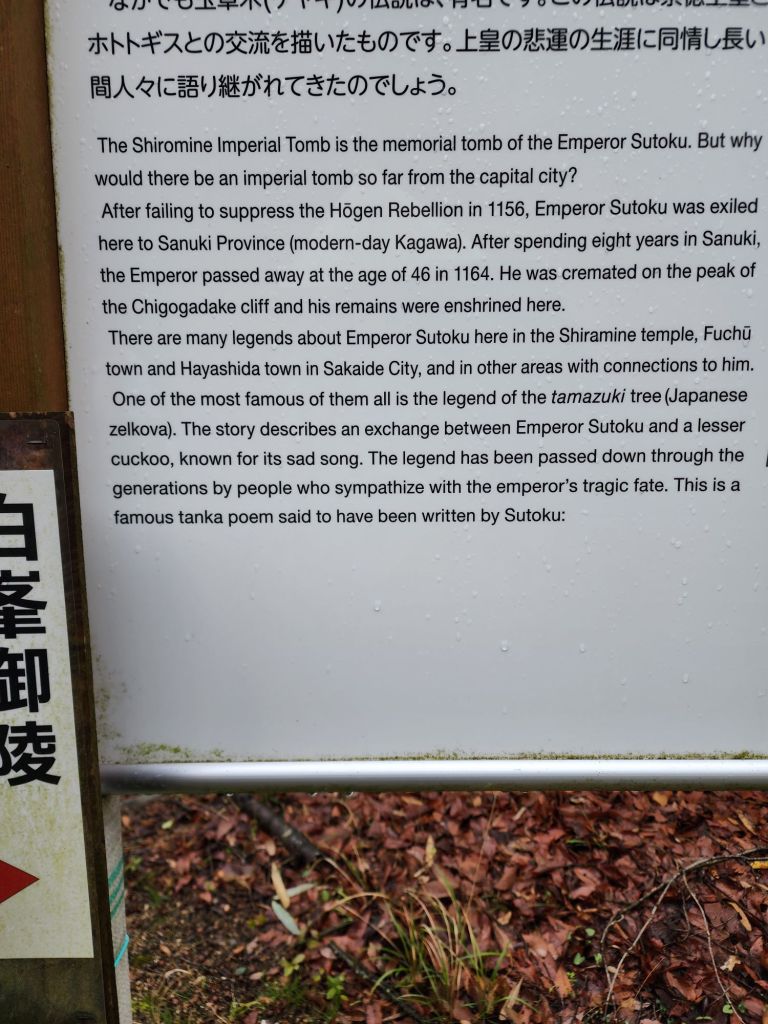 ホトトギスとの交流を描いたものです。上皇の悲運の生涯に同情し長い
間人々に語り継がれてきたのでしょう。
The Shiromine Imperial Tomb is the memorial tomb of the Emperor Sutoku. But why
would there be an imperial tomb so far from the capital city?
After failing to suppress the Hōgen Rebellion in 1156, Emperor Sutoku was exiled
here to Sanuki Province (modern-day Kagawa). After spending eight years in Sanuki,
the Emperor passed away at the age of 46 in 1164. He was cremated on the peak of
the Chigogadake cliff and his remains were enshrined here.
There are many legends about Emperor Sutoku here in the Shiramine temple, Fuchū
town and Hayashida town in Sakaide City, and in other areas with connections to him.
One of the most famous of them all is the legend of the tamazuki tree (Japanese
zelkova). The story describes an exchange between Emperor Sutoku and a lesser
cuckoo, known for its sad song. The legend has been passed down through the
generations by people who sympathize with the emperor's tragic fate. This is a
famous tanka poem said to have been written by Sutoku:
白峯御陵